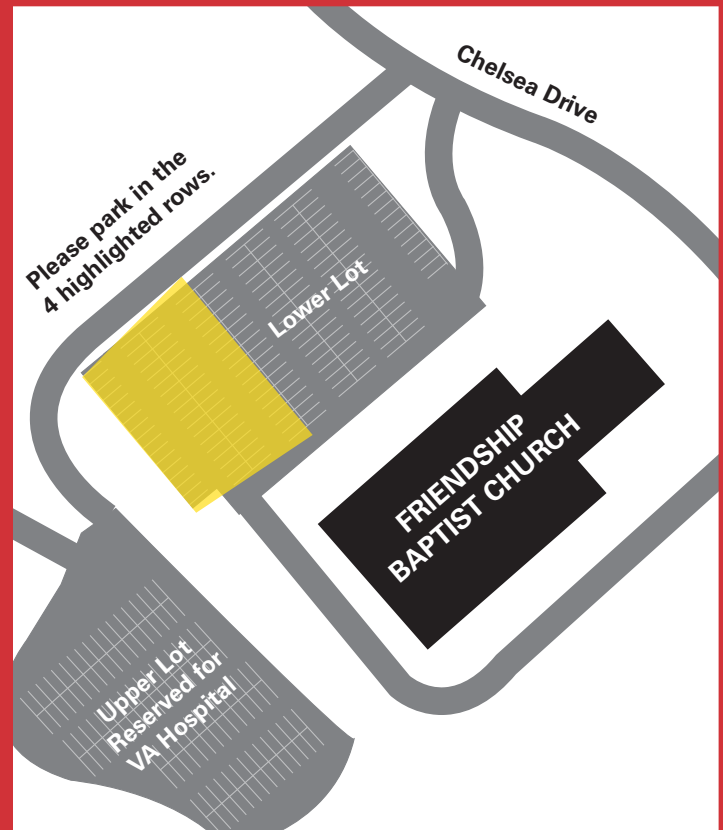 Chelsea Drive
Please park in the
4 highlighted rows.
Lower Lot
FRIENDSHIP
BAPTIST CHURCH
Upper Lot
Reserved for
VA Hospital